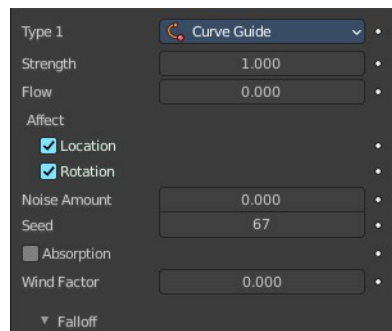 Type 1 Curve Guide
Strength 1.000
Flow 0.000
Affect
Location
Rotation
Noise Amount 0.000
Seed 67
Absorption
Wind Factor 0.000
Falloff